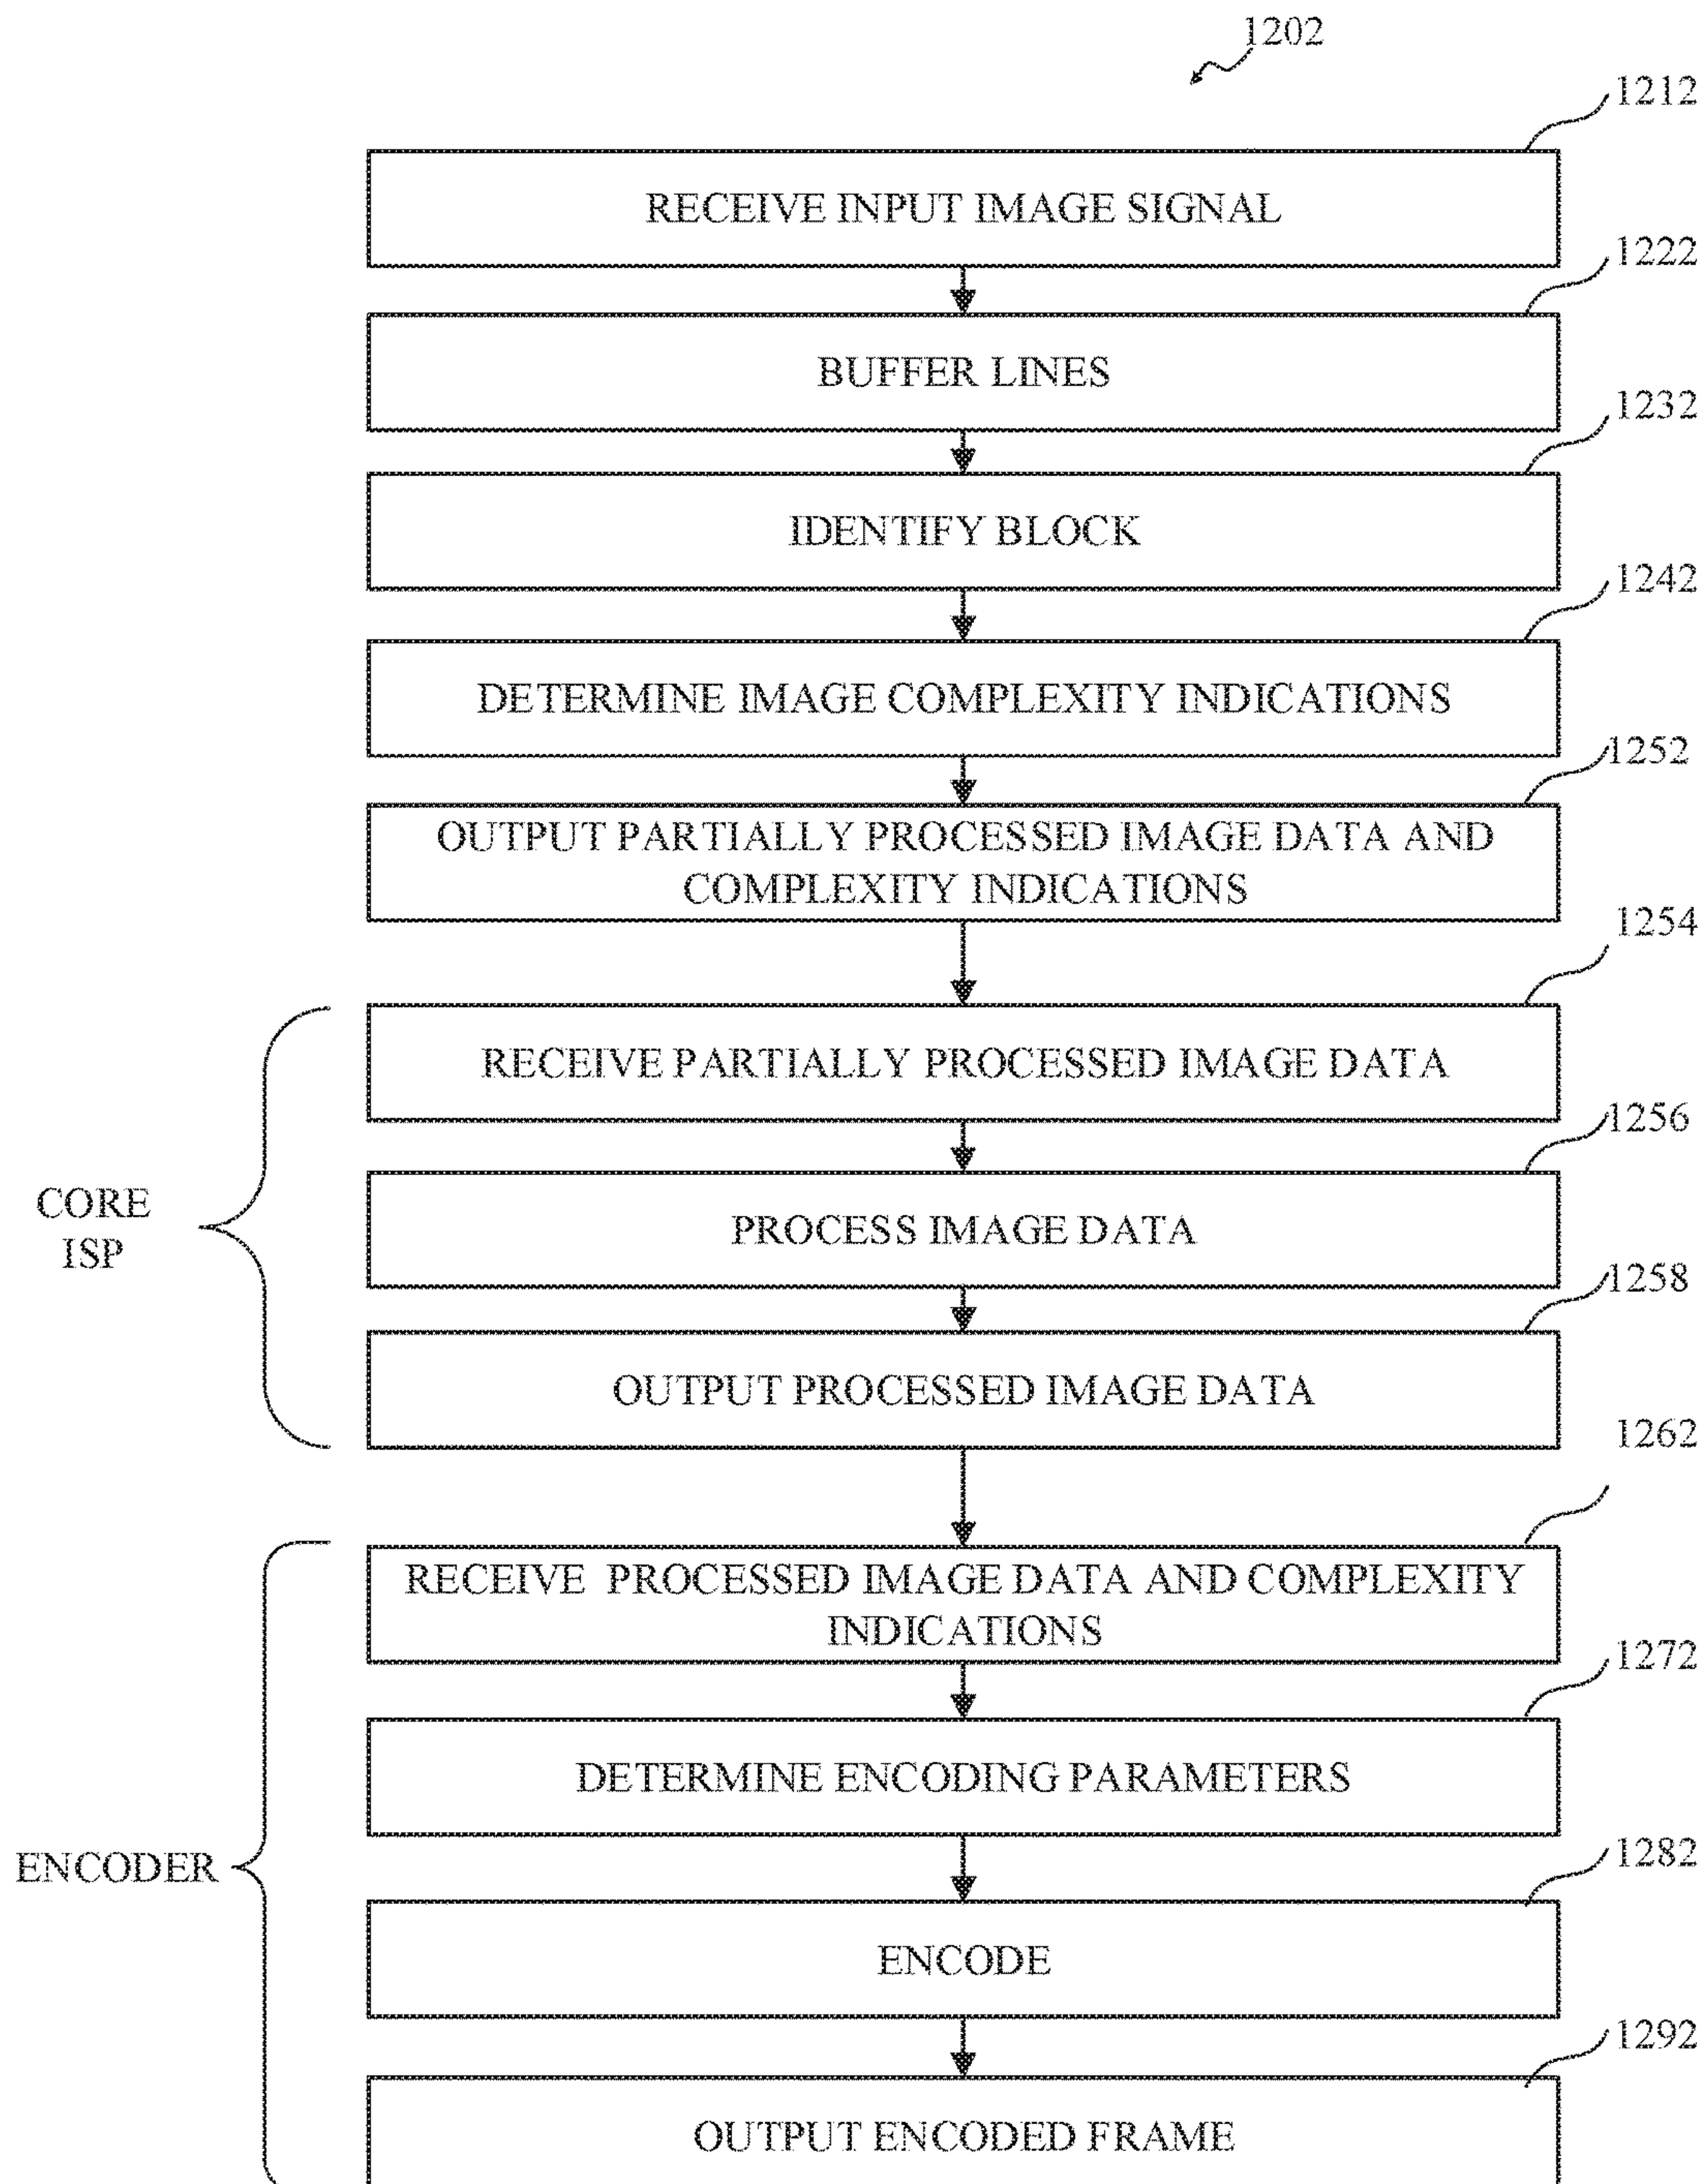 1202
1212
RECEIVE INPUT IMAGE SIGNAL
1222
BUFFER LINES
1232
IDENTIFY BLOCK
1242
DETERMINE IMAGE COMPLEXITY INDICATIONS
1252
OUTPUT PARTIALLY PROCESSED IMAGE DATA AND
COMPLEXITY INDICATIONS
1254
RECEIVE PARTIALLY PROCESSED IMAGE DATA
1256
CORE
ISP
PROCESS IMAGE DATA
1258
OUTPUT PROCESSED IMAGE DATA
1262
RECEIVE PROCESSED IMAGE DATA AND COMPLEXITY
INDICATIONS
1272
DETERMINE ENCODING PARAMETERS
1282
ENCODER
ENCODE
1292
OUTPUT ENCODED FRAME